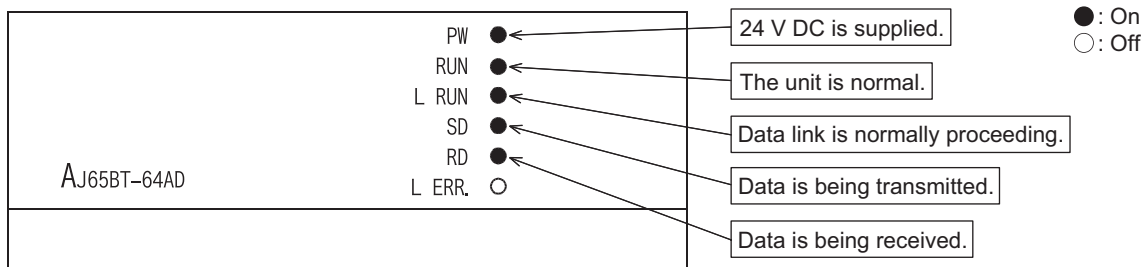 PW
RUN
L RUN
SD
RD
L ERR.
AJ65BT-64AD
24 V DC is supplied.
The unit is normal.
Data link is normally proceeding.
Data is being transmitted.
Data is being received.
●: On
○: Off